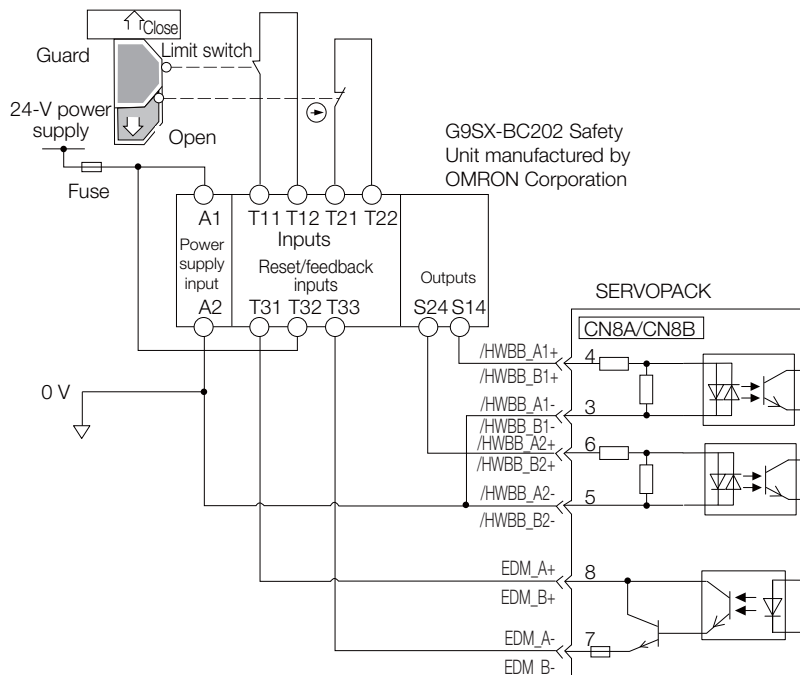 Close
Guard
Limit switch
24-V power
supply
Open
Fuse
G9SX-BC202 Safety
Unit manufactured by
OMRON Corporation
A1
T11 T12 T21 T22
Power
supply
input
Inputs
Reset/feedback
inputs
Outputs
A2
T31 T32 T33
S24 S14
SERVOPACK
CN8A/CN8B
/HWBB_A1+
4
/HWBB_B1+
0 V
/HWBB_A1-
3
/HWBB_B1-
/HWBB_A2+
6
/HWBB_B2+
/HWBB_A2-
5
/HWBB_B2-
EDM_A+
8
EDM_B+
EDM_A-
7
EDM_B-